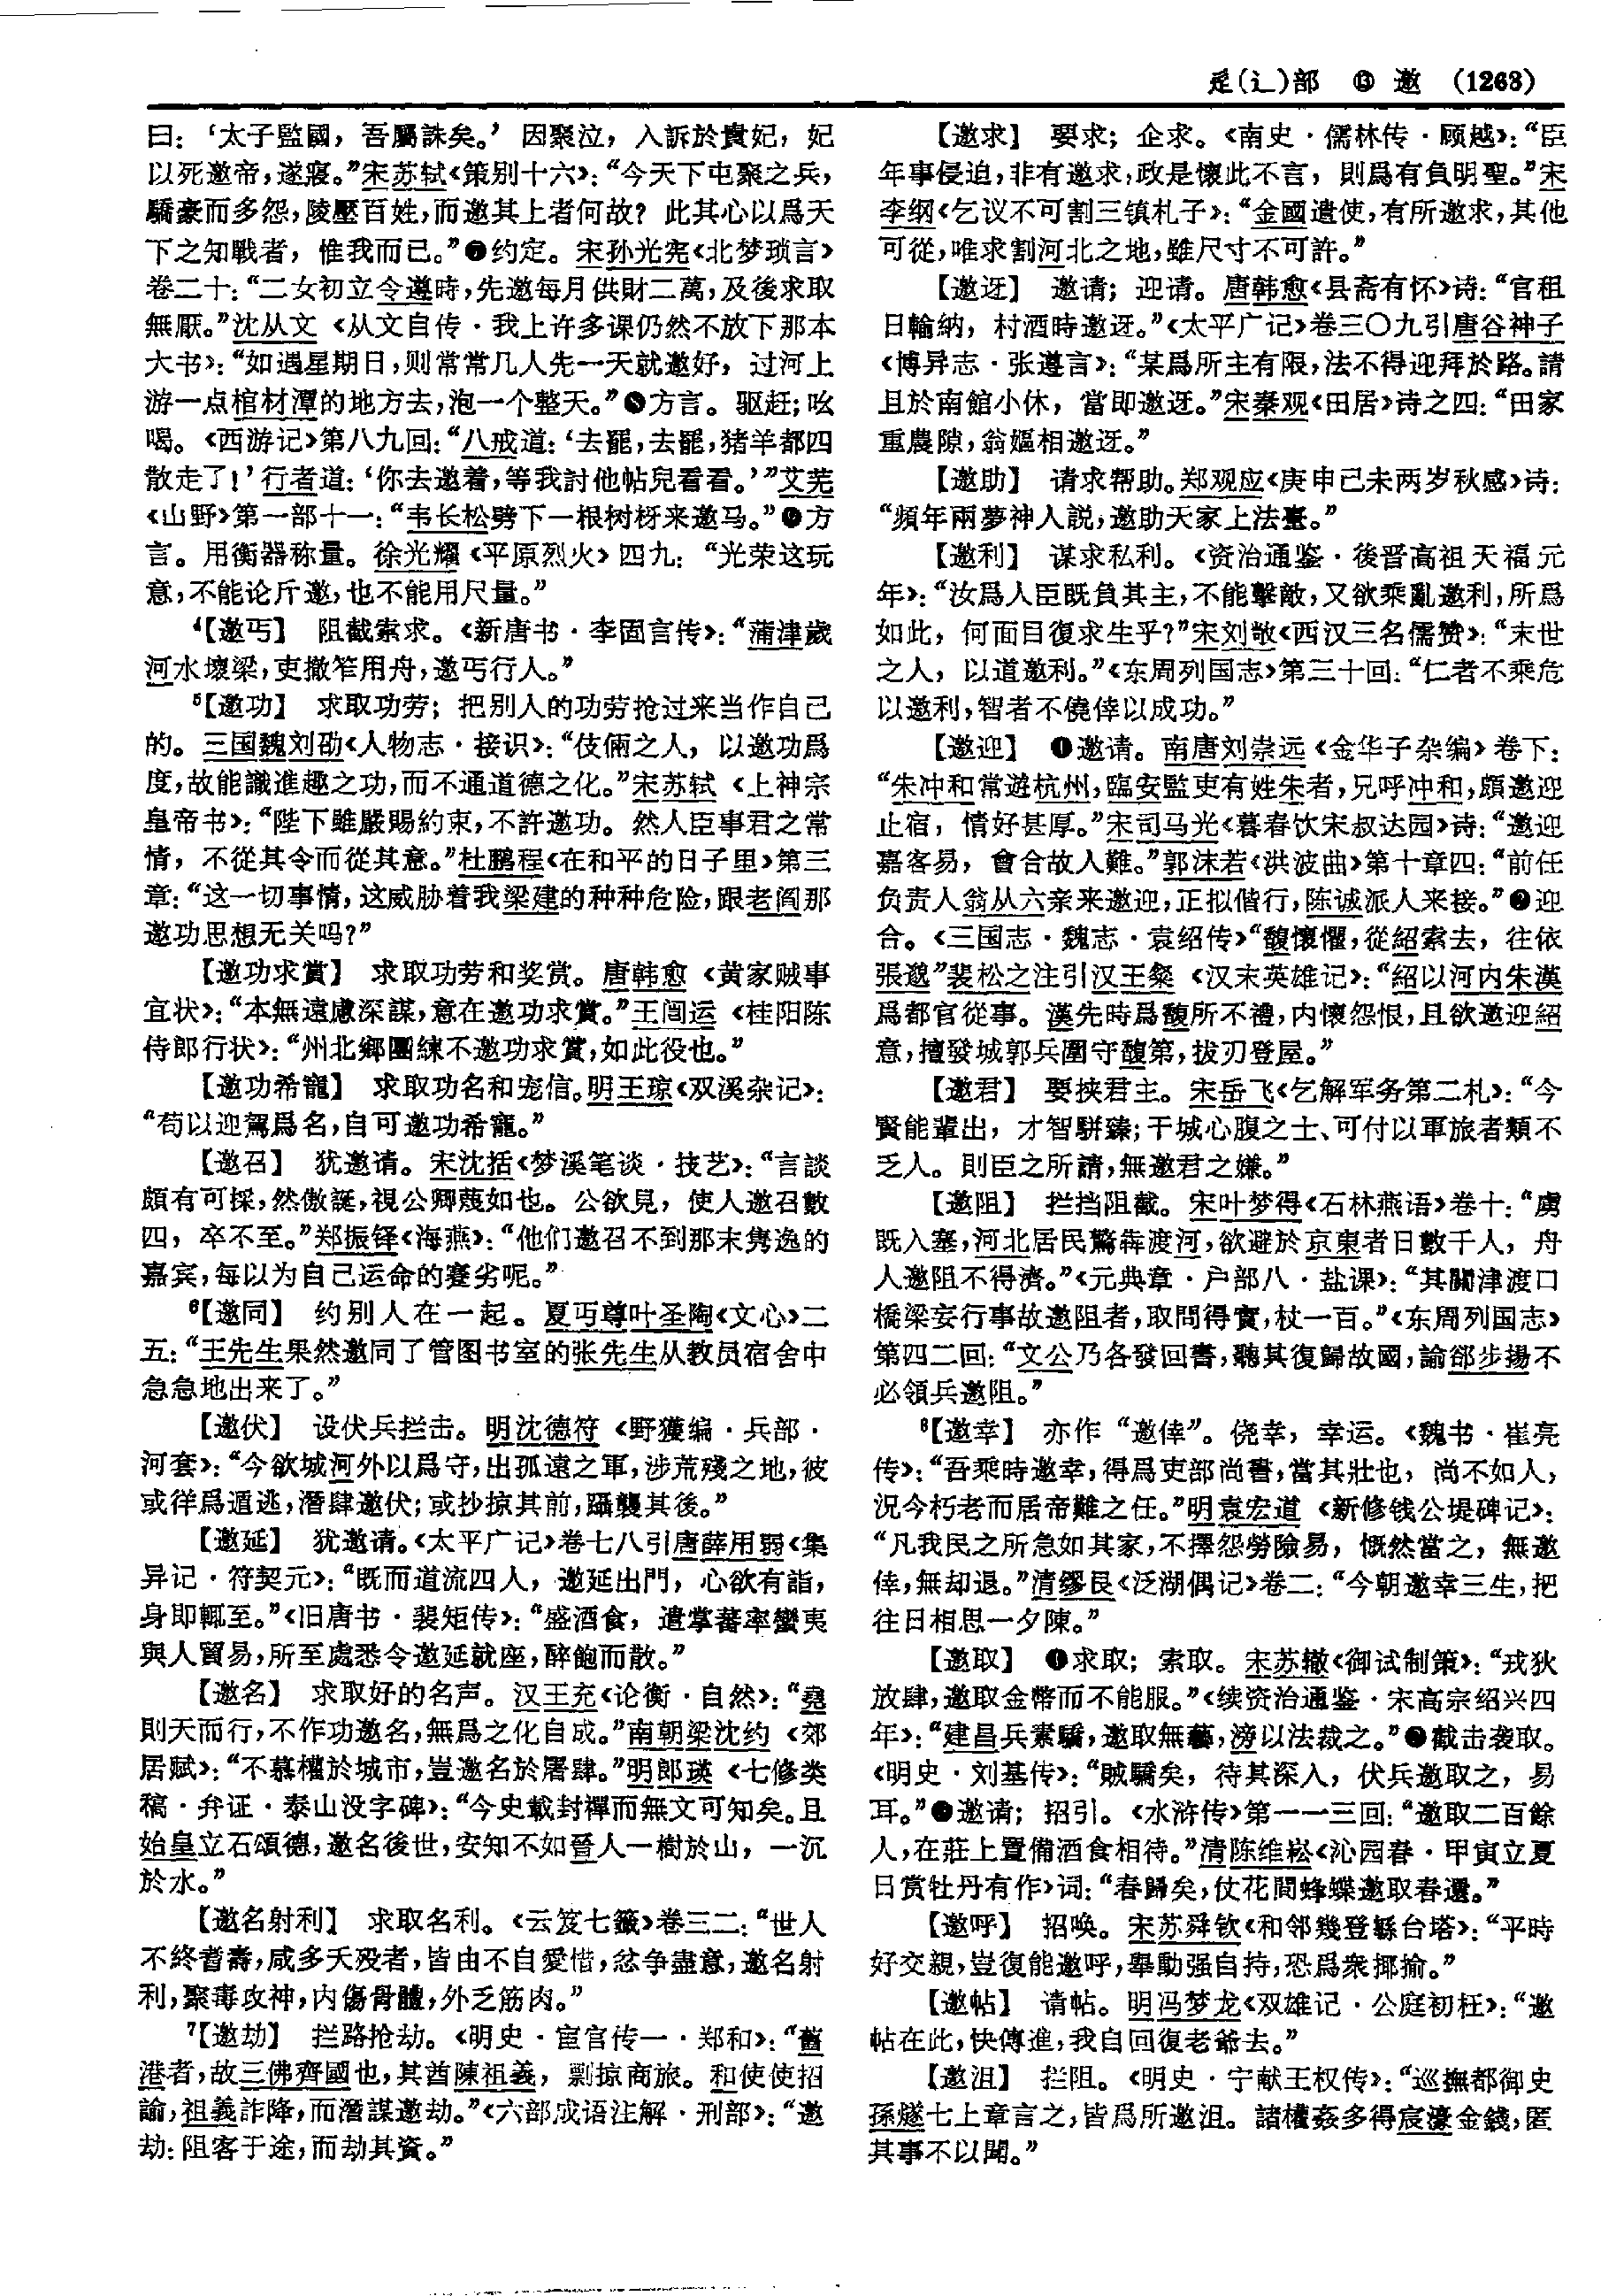 辵(辶)部 ⓭ 邀 (1263)
曰：‘太子監國，吾屬誅矣。’因聚泣，入訴於貴妃，妃
以死邀帝，遂寢。”宋苏轼《策别十六》：“今天下屯聚之兵，
驕豪而多怨，陵壓百姓，而邀其上者何故？此其心以爲天
下之知戰者，惟我而已。”❼约定。宋孙光宪《北梦琐言》
卷二十：“二女初立令遵時，先邀每月供財二萬，及後求取
無厭。”沈从文《从文自传·我上许多课仍然不放下那本
大书》：“如遇星期日，则常常几人先一天就邀好，过河上
游一点棺材潭的地方去，泡一个整天。”❽方言。驱赶；吆
喝。《西游记》第八九回：“八戒道：‘去罷，去罷，猪羊都四
散走了！’行者道：‘你去邀着，等我討他帖兒看看。’”艾芜
《山野》第一部十一：“韦长松劈下一根树枒来邀马。”❾方
言。用衡器称量。徐光耀《平原烈火》四九：“光荣这玩
意，不能论斤邀，也不能用尺量。”
⁴【邀丐】 阻截索求。《新唐书·李固言传》：“蒲津歲
河水壞梁，吏撤笮用舟，邀丐行人。”
⁵【邀功】 求取功劳；把别人的功劳抢过来当作自己
的。三国魏刘劭《人物志·接识》：“伎倆之人，以邀功爲
度，故能識進趣之功，而不通道德之化。”宋苏轼《上神宗
皇帝书》：“陛下雖嚴賜約束，不許邀功。然人臣事君之常
情，不從其令而從其意。”杜鹏程《在和平的日子里》第三
章：“这一切事情，这威胁着我梁建的种种危险，跟老阎那
邀功思想无关吗？”
【邀功求賞】 求取功劳和奖赏。唐韩愈《黄家贼事
宜状》：“本無遠慮深謀，意在邀功求賞。”王闿运《桂阳陈
侍郎行状》：“州北鄉團練不邀功求賞，如此役也。”
【邀功希寵】 求取功名和宠信。明王琼《双溪杂记》：
“苟以迎駕爲名，自可邀功希寵。”
【邀召】 犹邀请。宋沈括《梦溪笔谈·技艺》：“言談
頗有可採，然傲誕，視公卿蔑如也。公欲見，使人邀召數
四，卒不至。”郑振铎《海燕》：“他们邀召不到那末隽逸的
嘉宾，每以为自己运命的蹇劣呢。”
⁶【邀同】 约别人在一起。夏丏尊叶圣陶《文心》二
五：“王先生果然邀同了管图书室的张先生从教员宿舍中
急急地出来了。”
【邀伏】 设伏兵拦击。明沈德符《野獲编·兵部·
河套》：“今欲城河外以爲守，出孤遠之軍，涉荒殘之地，彼
或徉爲遁逃，潛肆邀伏；或抄掠其前，躡襲其後。”
【邀延】 犹邀请。《太平广记》卷七八引唐薛用弱《集
异记·符契元》：“既而道流四人，邀延出門，心欲有詣，
身即輒至。”《旧唐书·裴矩传》：“盛酒食，遣掌蕃率蠻夷
與人貿易，所至處悉令邀延就座，醉飽而散。”
【邀名】 求取好的名声。汉王充《论衡·自然》：“堯
則天而行，不作功邀名，無爲之化自成。”南朝梁沈约《郊
居赋》：“不慕權於城市，豈邀名於屠肆。”明郎瑛《七修类
稿·弁证·泰山没字碑》：“今史載封禪而無文可知矣。且
始皇立石頌德，邀名後世，安知不如晉人一樹於山，一沉
於水。”
【邀名射利】 求取名利。《云笈七籤》卷三二：“世人
不終耆壽，咸多夭殁者，皆由不自愛惜，忿争盡意，邀名射
利，聚毒攻神，内傷骨體，外乏筋肉。”
⁷【邀劫】 拦路抢劫。《明史·宦官传一·郑和》：“舊
港者，故三佛齊國也，其酋陳祖義，剽掠商旅。和使使招
諭，祖義詐降，而潛謀邀劫。”《六部成语注解·刑部》：“邀
劫：阻客于途，而劫其資。”
【邀求】 要求；企求。《南史·儒林传·顾越》：“臣
年事侵迫，非有邀求，政是懷此不言，則爲有負明聖。”宋
李纲《乞议不可割三镇札子》：“金國遣使，有所邀求，其他
可從，唯求割河北之地，雖尺寸不可許。”
【邀迓】 邀请；迎请。唐韩愈《县斋有怀》诗：“官租
日輸納，村酒時邀迓。”《太平广记》卷三〇九引唐谷神子
《博异志·张遵言》：“某爲所主有限，法不得迎拜於路。請
且於南館小休，當即邀迓。”宋秦观《田居》诗之四：“田家
重農隙，翁嫗相邀迓。”
【邀助】 请求帮助。郑观应《庚申己未两岁秋感》诗：
“頻年兩夢神人説，邀助天家上法臺。”
【邀利】 谋求私利。《资治通鉴·後晋高祖天福元
年》：“汝爲人臣既負其主，不能擊敵，又欲乘亂邀利，所爲
如此，何面目復求生乎？”宋刘敞《西汉三名儒赞》：“末世
之人，以道邀利。”《东周列国志》第三十回：“仁者不乘危
以邀利，智者不僥倖以成功。”
【邀迎】 ❶邀请。南唐刘崇远《金华子杂编》卷下：
“朱冲和常遊杭州，臨安監吏有姓朱者，兄呼冲和，頗邀迎
止宿，情好甚厚。”宋司马光《暮春饮宋叔达园》诗：“邀迎
嘉客易，會合故人難。”郭沫若《洪波曲》第十章四：“前任
负责人翁从六亲来邀迎，正拟偕行，陈诚派人来接。”❷迎
合。《三国志·魏志·袁绍传》“馥懷懼，從紹索去，往依
張邈”裴松之注引汉王粲《汉末英雄记》：“紹以河内朱漢
爲都官從事。漢先時爲馥所不禮，内懷怨恨，且欲邀迎紹
意，擅發城郭兵圍守馥第，拔刃登屋。”
【邀君】 要挟君主。宋岳飞《乞解军务第二札》：“今
賢能輩出，才智駢臻；干城心腹之士、可付以軍旅者類不
乏人。則臣之所請，無邀君之嫌。”
【邀阻】 拦挡阻截。宋叶梦得《石林燕语》卷十：“虜
既入塞，河北居民驚犇渡河，欲避於京東者日數千人，舟
人邀阻不得濟。”《元典章·户部八·盐课》：“其關津渡口
橋梁妄行事故邀阻者，取問得實，杖一百。”《东周列国志》
第四二回：“文公乃各發回書，聽其復歸故國，諭郤步揚不
必領兵邀阻。”
⁸【邀幸】 亦作“邀倖”。侥幸，幸运。《魏书·崔亮
传》：“吾乘時邀幸，得爲吏部尚書，當其壯也，尚不如人，
況今朽老而居帝難之任。”明袁宏道《新修钱公堤碑记》：
“凡我民之所急如其家，不擇怨勞險易，慨然當之，無邀
倖，無却退。”清缪艮《泛湖偶记》卷二：“今朝邀幸三生，把
往日相思一夕陳。”
【邀取】 ❶求取；索取。宋苏辙《御试制策》：“戎狄
放肆，邀取金幣而不能服。”《续资治通鉴·宋高宗绍兴四
年》：“建昌兵素驕，邀取無藝，滂以法裁之。”❷截击袭取。
《明史·刘基传》：“賊驕矣，待其深入，伏兵邀取之，易
耳。”❸邀请；招引。《水浒传》第一一三回：“邀取二百餘
人，在莊上置備酒食相待。”清陈维崧《沁园春·甲寅立夏
日赏牡丹有作》词：“春歸矣，仗花間蜂蝶邀取春還。”
【邀呼】 招唤。宋苏舜钦《和邻幾登繇台塔》：“平時
好交親，豈復能邀呼，舉動强自持，恐爲衆揶揄。”
【邀帖】 请帖。明冯梦龙《双雄记·公庭初枉》：“邀
帖在此，快傳進，我自回復老爺去。”
【邀沮】 拦阻。《明史·宁献王权传》：“巡撫都御史
孫燧七上章言之，皆爲所邀沮。諸權姦多得宸濠金錢，匿
其事不以聞。”